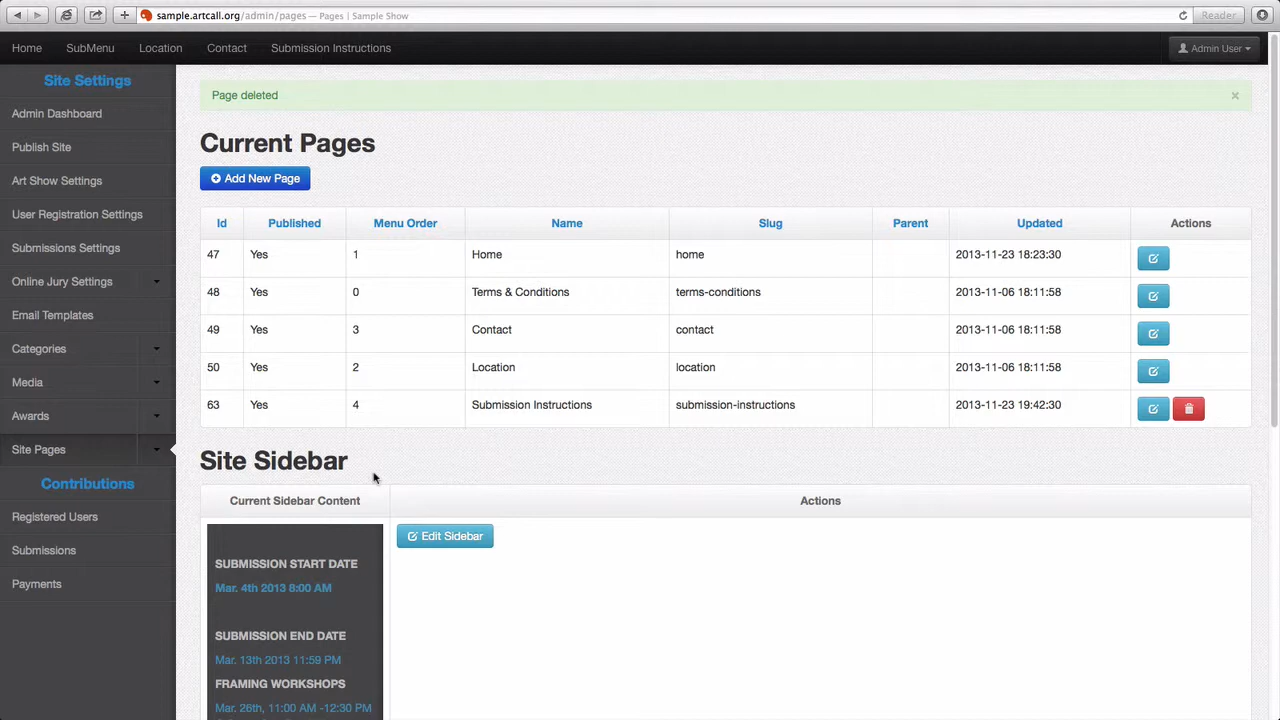 sample.artcall.org/admin/pages — Pages | Sample Show
Reader
Home SubMenu Location Contact Submission Instructions Admin User
Site Settings
Admin Dashboard
Publish Site
Art Show Settings
User Registration Settings
Submissions Settings
Online Jury Settings
Email Templates
Categories
Media
Awards
Site Pages
Contributions
Registered Users
Submissions
Payments
Page deleted ×
Current Pages
Add New Page
Id Published Menu Order Name Slug Parent Updated Actions
47 Yes 1 Home home 2013-11-23 18:23:30
48 Yes 0 Terms & Conditions terms-conditions 2013-11-06 18:11:58
49 Yes 3 Contact contact 2013-11-06 18:11:58
50 Yes 2 Location location 2013-11-06 18:11:58
63 Yes 4 Submission Instructions submission-instructions 2013-11-23 19:42:30
Site Sidebar
Current Sidebar Content Actions
Edit Sidebar
SUBMISSION START DATE
Mar. 4th 2013 8:00 AM
SUBMISSION END DATE
Mar. 13th 2013 11:59 PM
FRAMING WORKSHOPS
Mar. 26th, 11:00 AM -12:30 PM